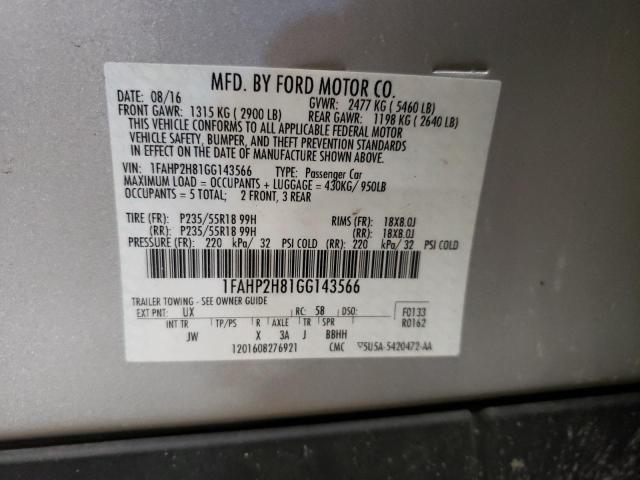 MFD. BY FORD MOTOR CO.
DATE: 08/16 GVWR: 2477 KG ( 5460 LB)
FRONT GAWR: 1315 KG ( 2900 LB) REAR GAWR: 1198 KG ( 2640 LB)
THIS VEHICLE CONFORMS TO ALL APPLICABLE FEDERAL MOTOR
VEHICLE SAFETY, BUMPER, AND THEFT PREVENTION STANDARDS
IN EFFECT ON THE DATE OF MANUFACTURE SHOWN ABOVE.
VIN: 1FAHP2H81GG143566 TYPE: Passenger Car
MAXIMUM LOAD = OCCUPANTS + LUGGAGE = 430KG/ 950LB
OCCUPANTS = 5 TOTAL; 2 FRONT, 3 REAR
TIRE (FR): P235/55R18 99H RIMS (FR): 18X8.0J
(RR): P235/55R18 99H (RR): 18X8.0J
PRESSURE (FR): 220 kPa/ 32 PSI COLD (RR): 220 kPa/ 32 PSI COLD
1FAHP2H81GG143566
TRAILER TOWING - SEE OWNER GUIDE
EXT PNT: UX RC: 58 DSO: F0133
INT TR TP/PS R AXLE TR SPR R0162
JW X 3A J BBHH
1201608276921 CMC ▽5U5A-5420472-AA